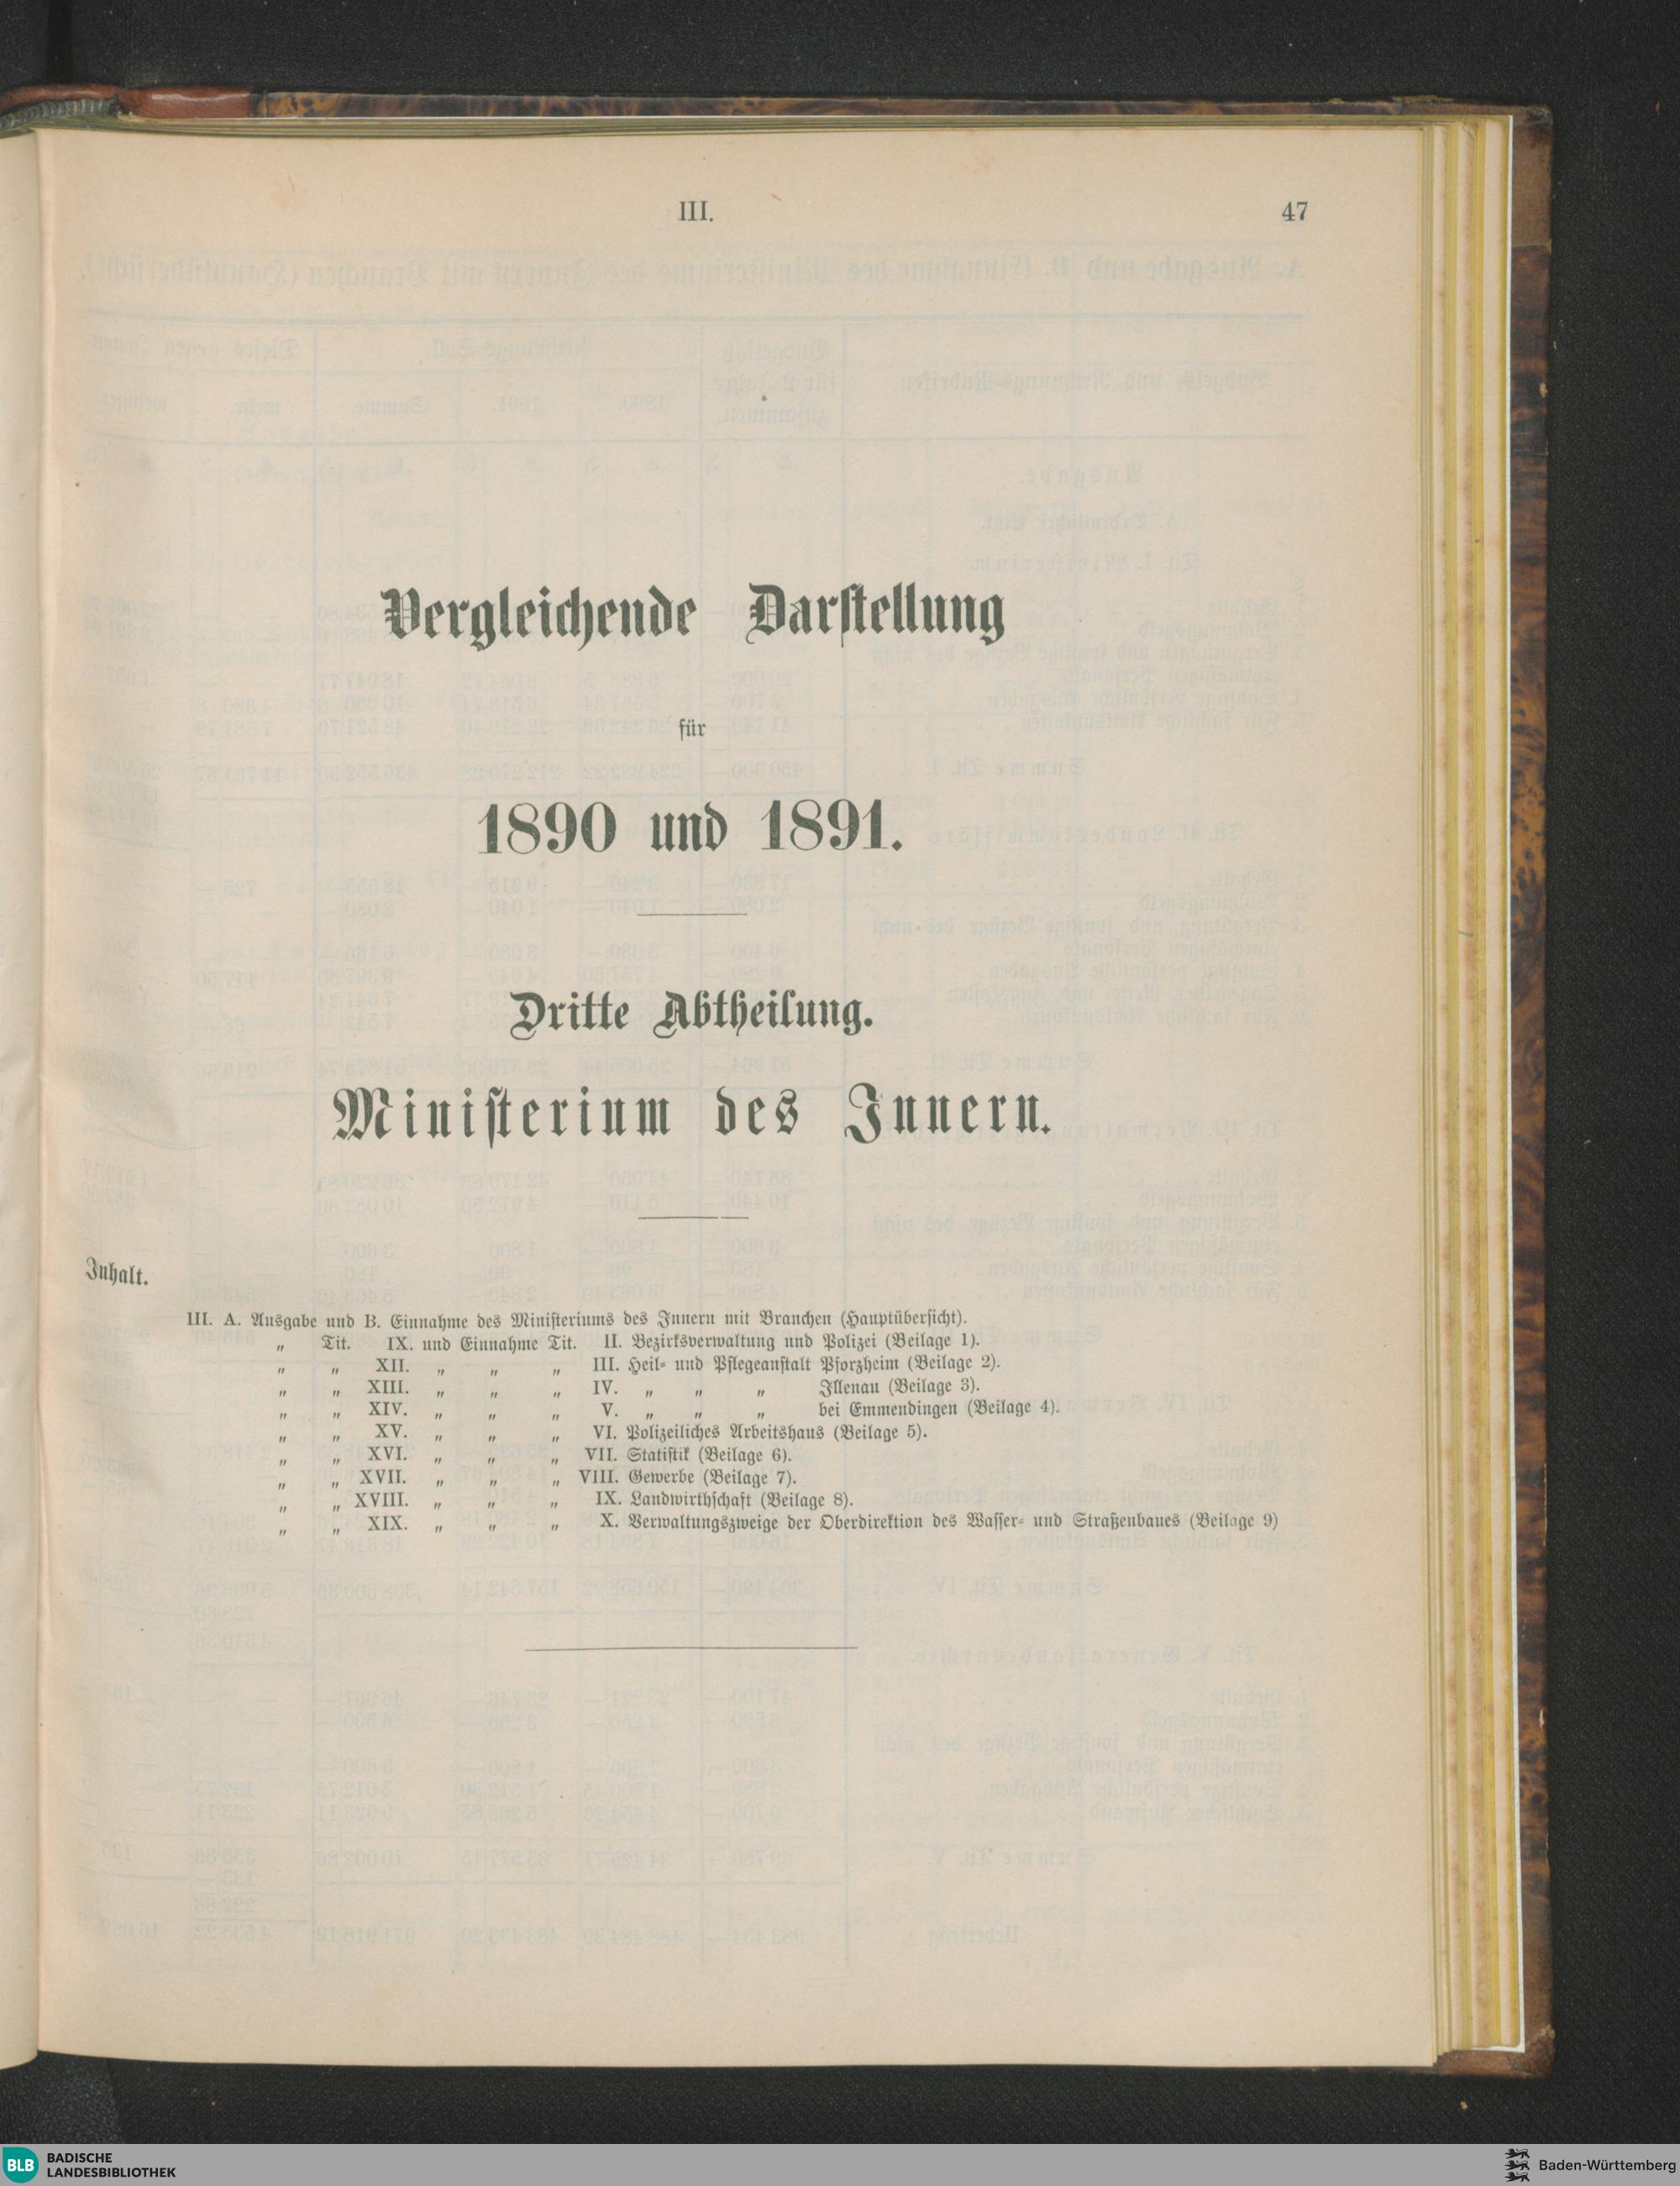 III. 47
Vergleichende Darstellung
für
1890 und 1891.
Dritte Abtheilung.
Ministerium des Innern.
Inhalt.
III. A. Ausgabe und B. Einnahme des Ministeriums des Innern mit Branchen (Hauptübersicht).
„ Tit. IX. und Einnahme Tit. II. Bezirksverwaltung und Polizei (Beilage 1).
„ „ XII. „ „ „ III. Heil- und Pflegeanstalt Pforzheim (Beilage 2).
„ „ XIII. „ „ „ IV. „ „ „ Illenau (Beilage 3).
„ „ XIV. „ „ „ V. „ „ „ bei Emmendingen (Beilage 4).
„ „ XV. „ „ „ VI. Polizeiliches Arbeitshaus (Beilage 5).
„ „ XVI. „ „ „ VII. Statistik (Beilage 6).
„ „ XVII. „ „ „ VIII. Gewerbe (Beilage 7).
„ „ XVIII. „ „ „ IX. Landwirthschaft (Beilage 8).
„ „ XIX. „ „ „ X. Verwaltungszweige der Oberdirektion des Wasser- und Straßenbaues (Beilage 9)
BLB BADISCHE
LANDESBIBLIOTHEK
Baden-Württemberg